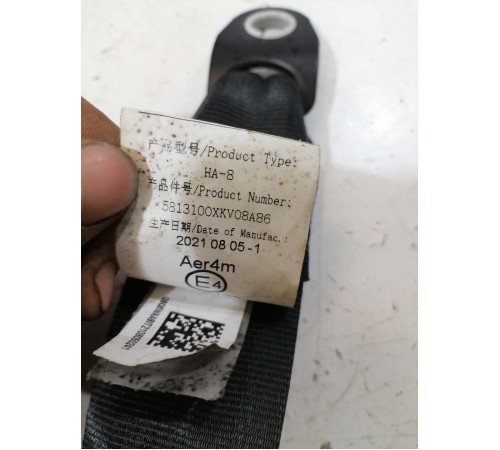 产品型号/Product Type:
HA-8
产品件号/Product Number:
5813100XKV08A86
生产日期/Date of Manufac.:
2021 08 05-1
Aer4m
E4